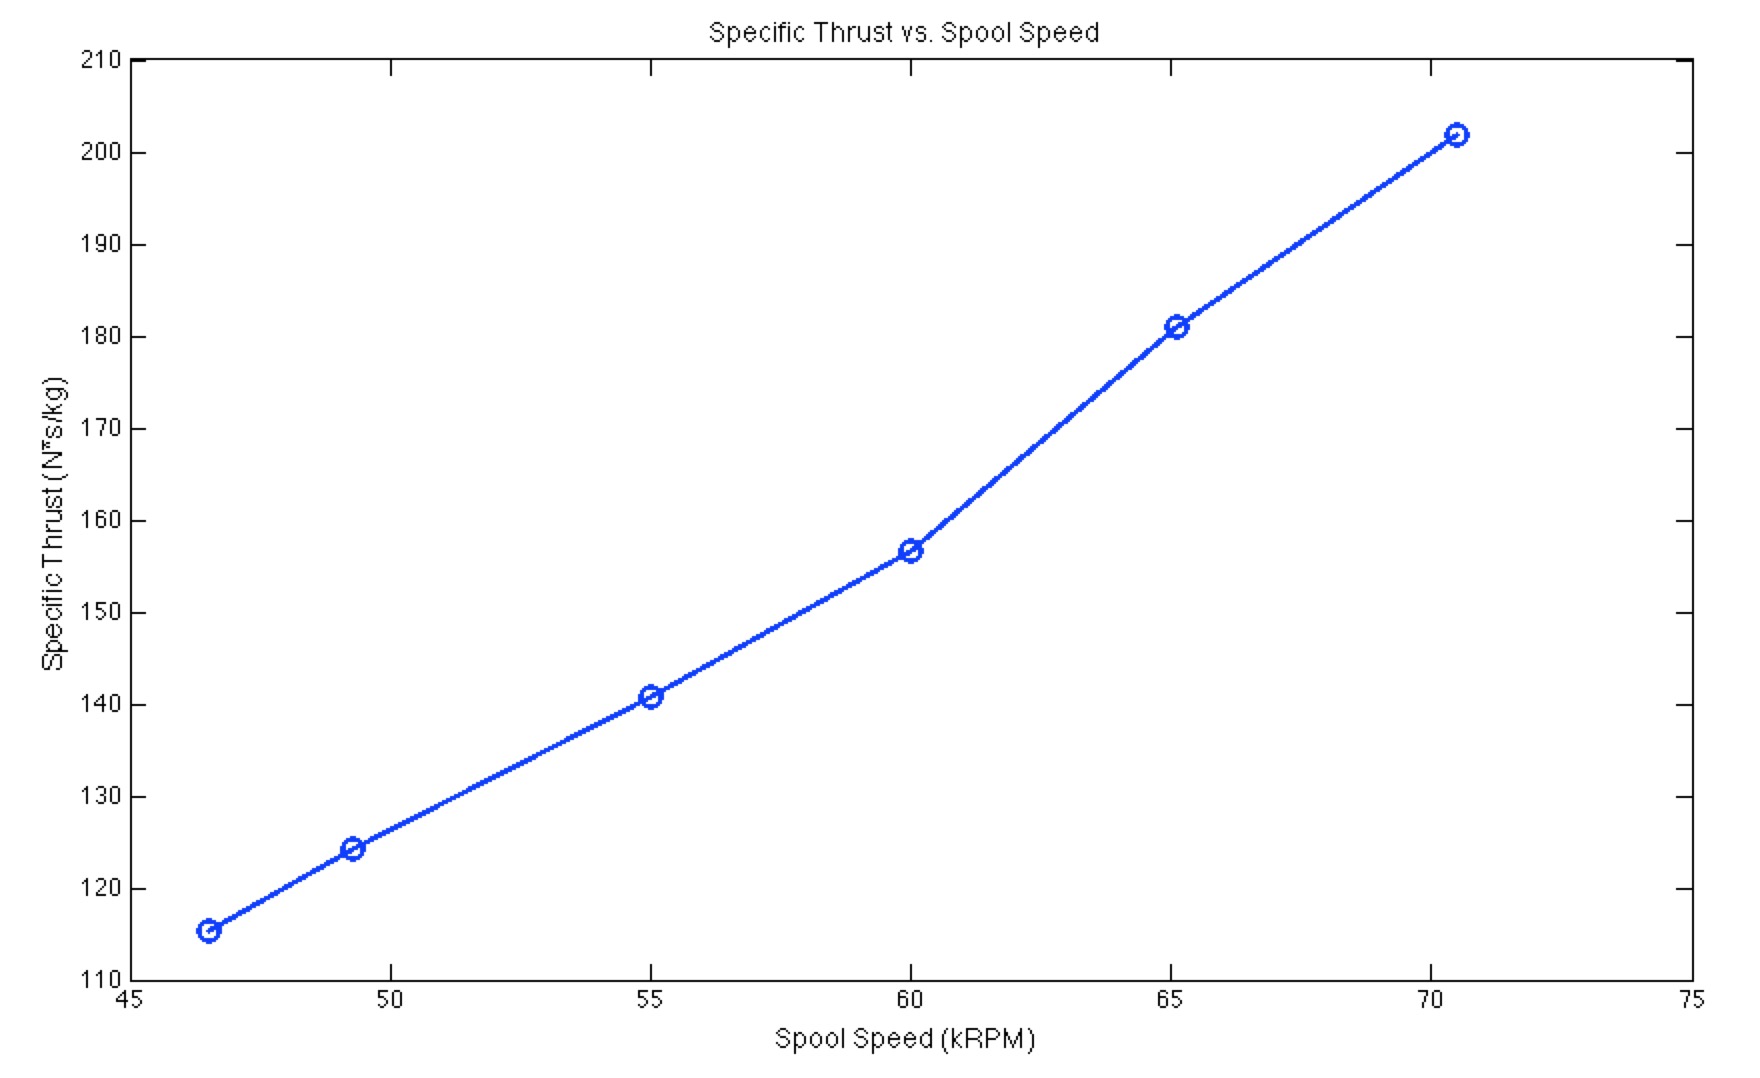 Specific Thrust vs. Spool Speed
210
200
190
180
170
160
150
140
130
120
110
Specific Thrust (N*s/kg)
45 50 55 60 65 70 75
Spool Speed (kRPM)